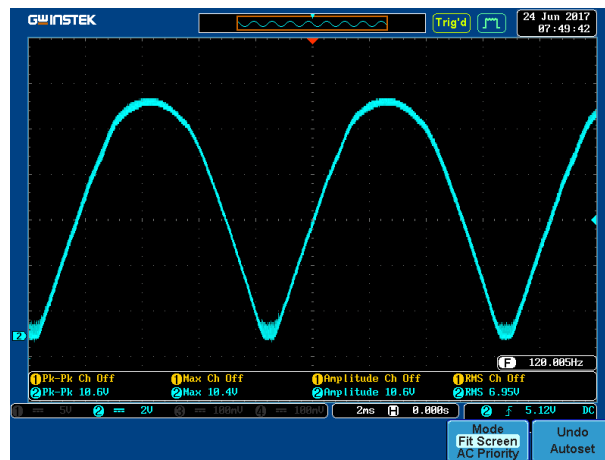 GWINSTEK
Trig'd
24 Jun 2017
07:49:42
2
F 120.005Hz
1 Pk-Pk Ch Off 1 Max Ch Off 1 Amplitude Ch Off 1 RMS Ch Off
2 Pk-Pk 10.6V 2 Max 10.4V 2 Amplitude 10.6V 2 RMS 6.95V
1 5V 2 2V 3 100mV 4 100mV 2ms H 0.000s 2 5.12V DC
Mode
Fit Screen
AC Priority
Undo
Autoset